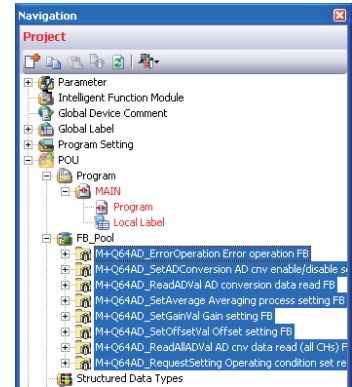 Navigation
Project
Parameter
Intelligent Function Module
Global Device Comment
Global Label
Program Setting
POU
Program
MAIN
Program
Local Label
FB_Pool
M+Q64AD_ErrorOperation Error operation FB
M+Q64AD_SetADConversion AD cnv enable/disable se
M+Q64AD_ReadADVal AD conversion data read FB
M+Q64AD_SetAverage Averaging process setting FB
M+Q64AD_SetGainVal Gain setting FB
M+Q64AD_SetOffsetVal Offset setting FB
M+Q64AD_ReadAllADVal AD cnv data read (all CHs) F
M+Q64AD_RequestSetting Operating condition set re
Structured Data Types